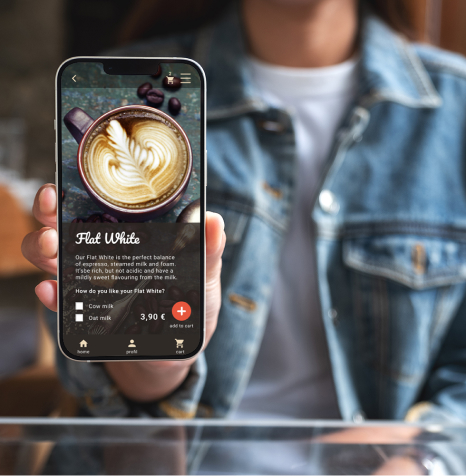 Flat White
Our Flat White is the perfect balance
of espresso, steamed milk and foam.
It'sbe rich, but not acidic and have a
mildly sweet flavouring from the milk.
How do you like your Flat White?
Cow milk
Oat milk
3,90 €
+
add to cart
home
profil
cart